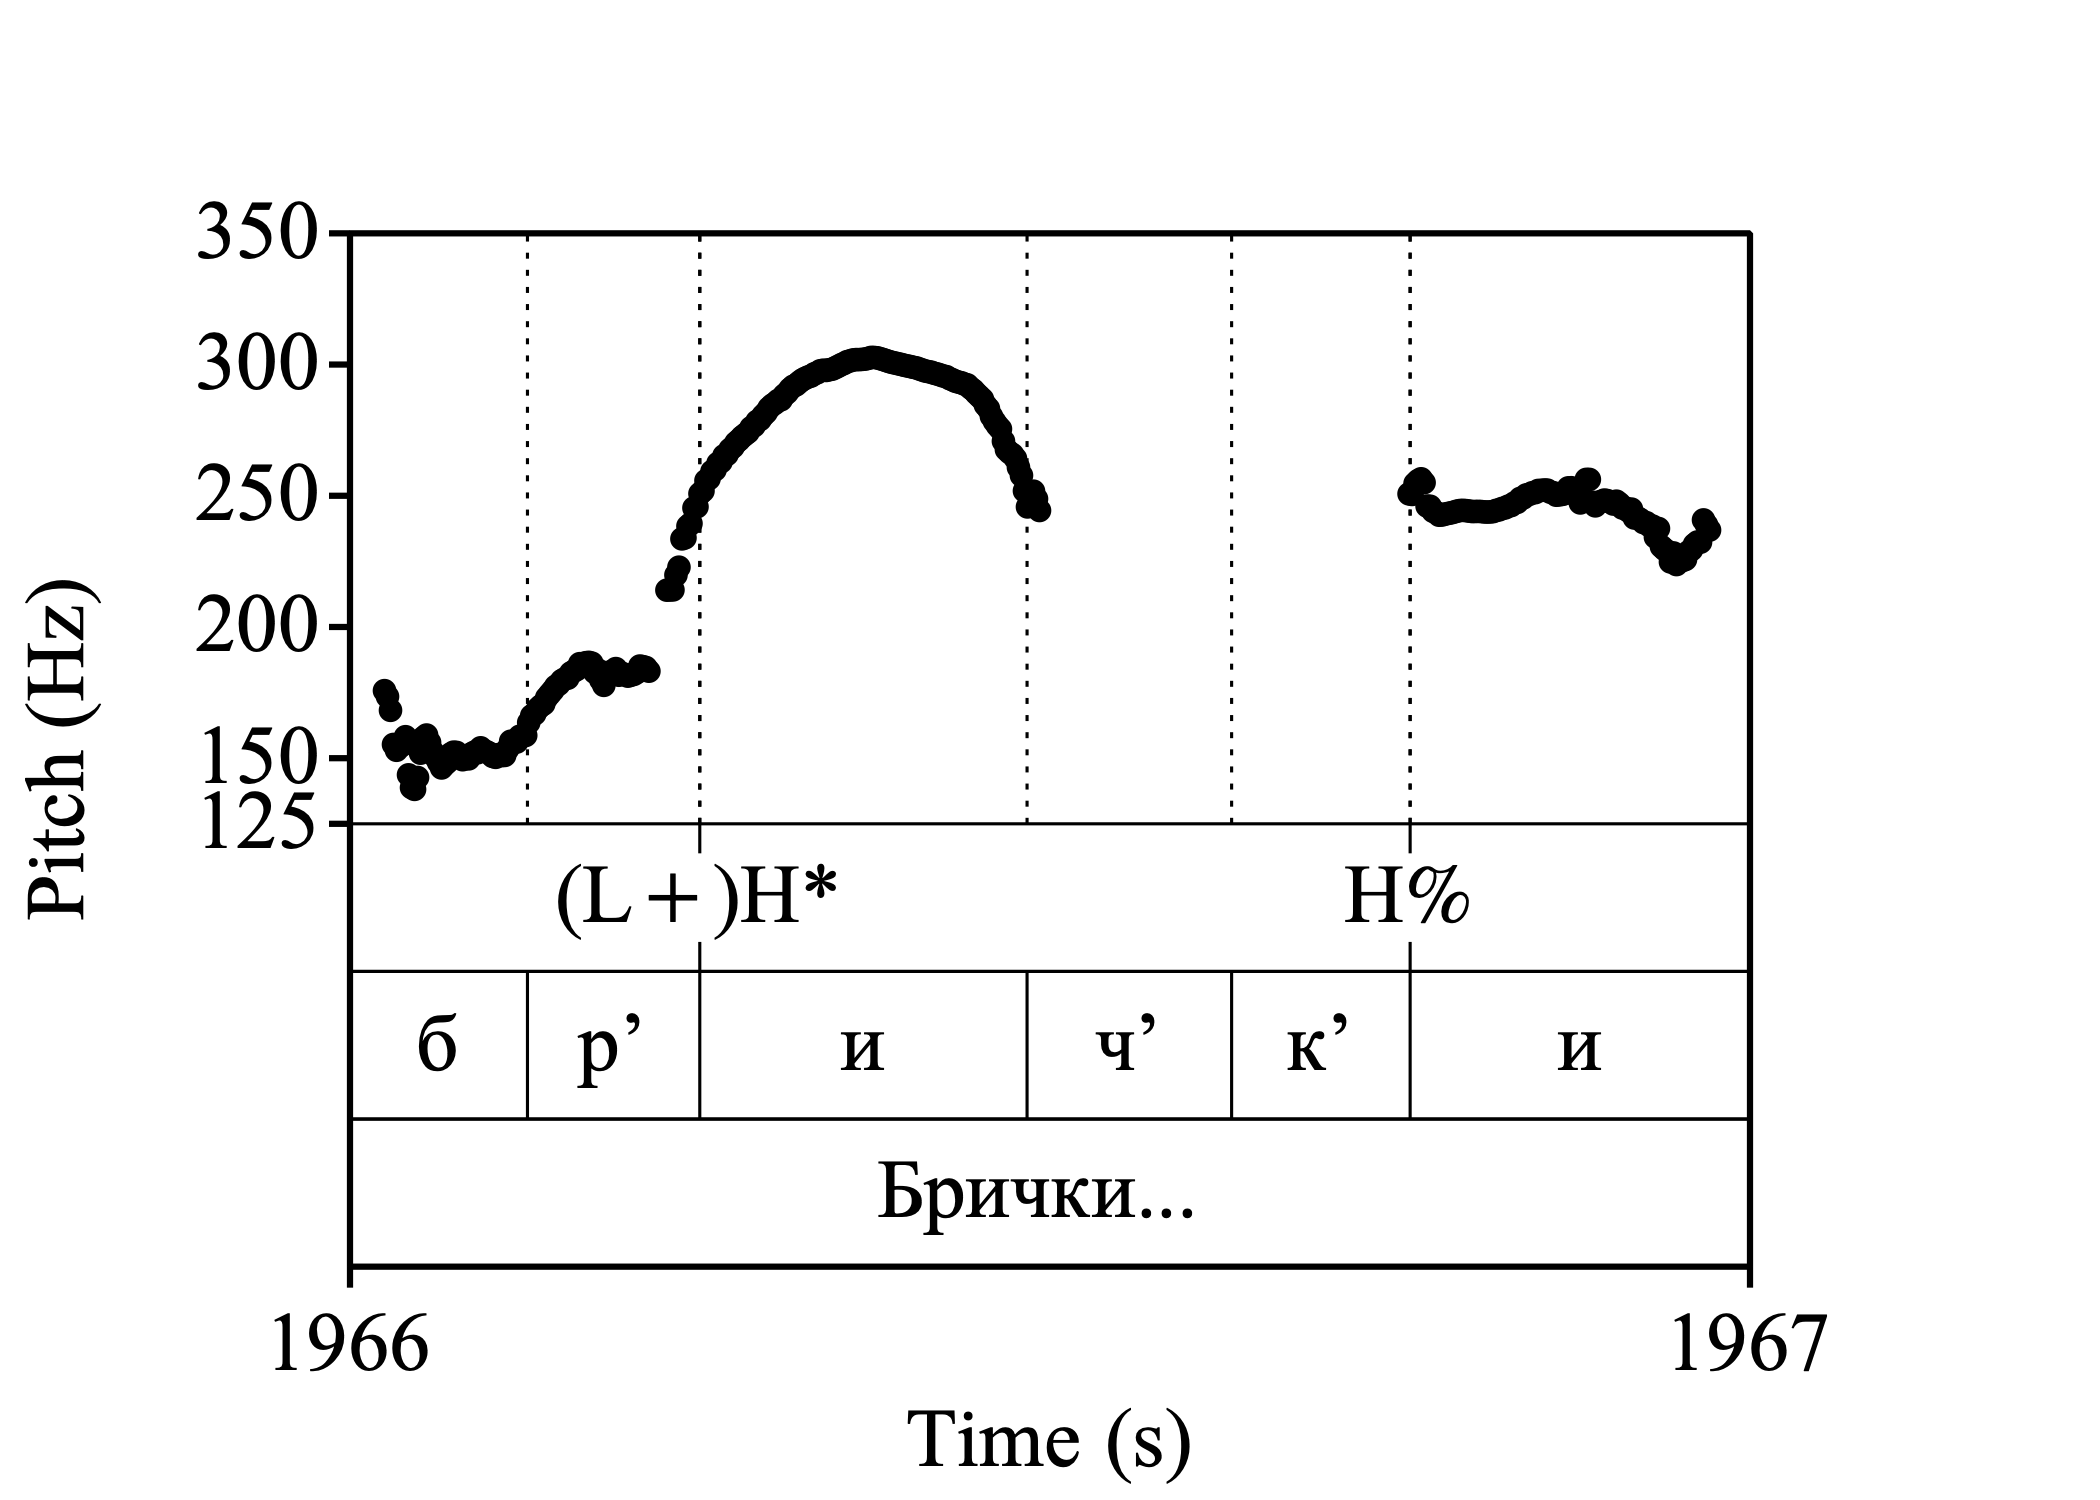 Pitch (Hz)
350
300
250
200
150
125
(L+)H* H%
б р’ и ч’ к’ и
Брички...
1966 1967
Time (s)